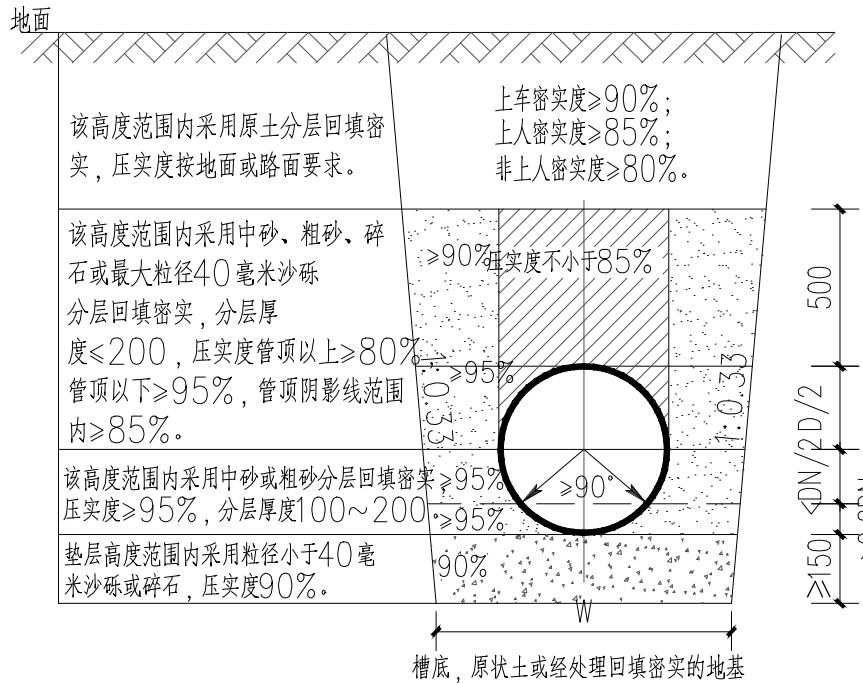 地面
该高度范围内采用原土分层回填密
实，压实度按地面或路面要求。
上车密实度≥90%；
上人密实度≥85%；
非上人密实度≥80%。
该高度范围内采用中砂、粗砂、碎
石或最大粒径40毫米沙砾
分层回填密实，分层厚
度≤200，压实度管顶以上≥80%
管顶以下≥95%，管顶阴影线范围
内≥85%。
≥90%
压实度不小于85%
500
≥95%
1:0.33
1:0.33
D/2
该高度范围内采用中砂或粗砂分层回填密实，
压实度≥95%，分层厚度100～200。
≥95%
≥95%
≥90°
<DN/2
垫层高度范围内采用粒径小于40毫
米沙砾或碎石，压实度90%。
90%
≥150
W
槽底，原状土或经处理回填密实的地基